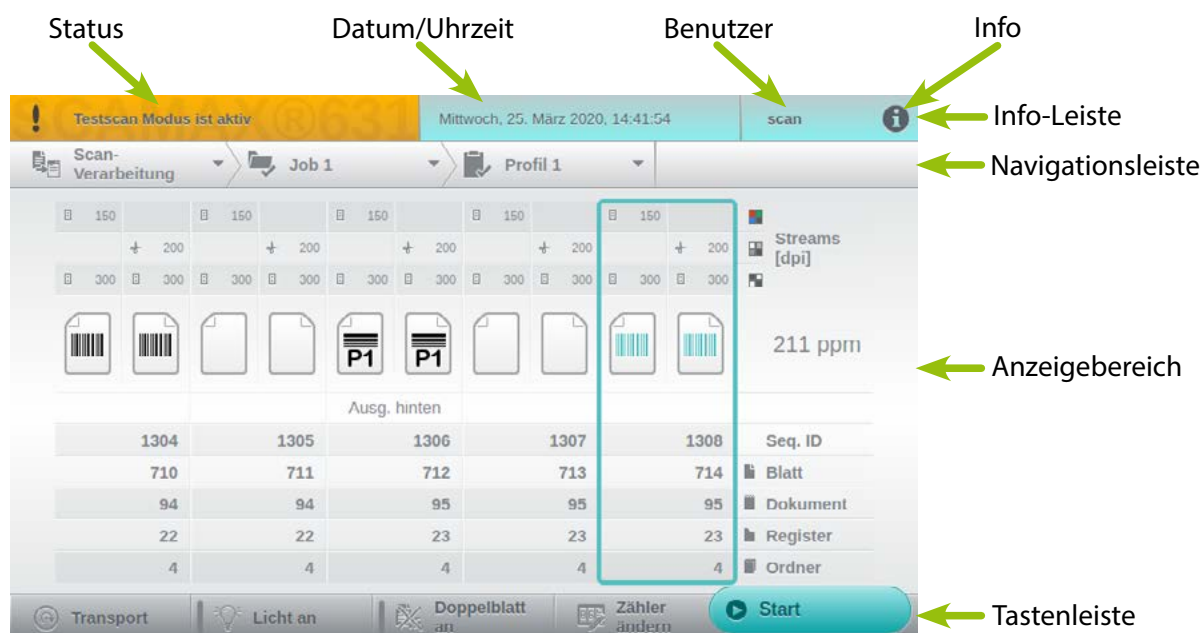 Status Datum/Uhrzeit Benutzer Info
SCAMAX®631
Testscan Modus ist aktiv Mittwoch, 25. März 2020, 14:41:54 scan
Info-Leiste
Scan-
Verarbeitung Job 1 Profil 1
Navigationsleiste
150 150 150 150 150
200 200 200 200 200
Streams
[dpi]
300 300 300 300 300 300 300 300 300 300
P1 P1
211 ppm
Anzeigebereich
Ausg. hinten
1304 1305 1306 1307 1308 Seq. ID
710 711 712 713 714 Blatt
94 94 95 95 95 Dokument
22 22 23 23 23 Register
4 4 4 4 4 Ordner
Transport Licht an Doppelblatt
an Zähler
ändern Start
Tastenleiste